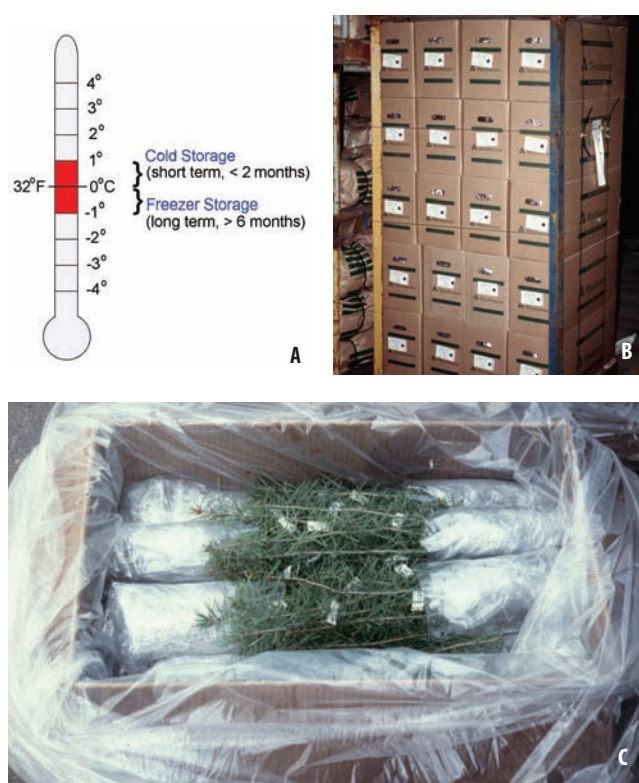 4°
3°
2°
1°
32°F
0°C
-1°
-2°
-3°
-4°
Cold Storage
(short term, < 2 months)
Freezer Storage
(long term, > 6 months)
A
B
C